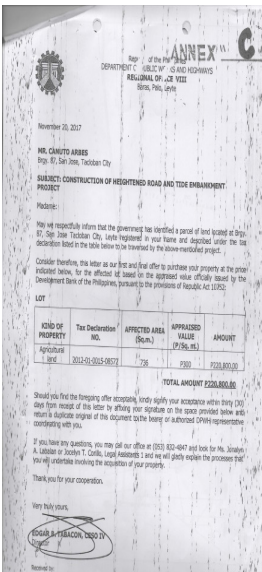 ANNEX " C
Republic of the Phil
DEPARTMENT OF PUBLIC WORKS AND HIGHWAYS
REGIONAL OFFICE VIII
Baras, Palo, Leyte
November 20, 2017
MR. CANUTO ARBES
Brgy. 87, San Jose, Tacloban City
SUBJECT: CONSTRUCTION OF HEIGHTENED ROAD AND TIDE EMBANKMENT
PROJECT
Madame:
May we respectfully inform that the government has identified a parcel of land located at Brgy.
87, San Jose Tacloban City, Leyte registered in your name and described under the tax
declaration listed in the table below to be traversed by the above-mentioned project.
Consider therefore, this letter as our first and final offer to purchase your property at the price
indicated below, for the effected lot based on the appraised value officially issued by the
Development Bank of the Philippines, pursuant to the provisions of Republic Act 10752:
LOT
KIND OF PROPERTY Tax Declaration NO. AFFECTED AREA (Sq.m.) APPRAISED VALUE (P/Sq. m.) AMOUNT
Agricultural land 2012-01-0015-08572 736 P300 P220,800.00
TOTAL AMOUNT P220,800.00
Should you find the foregoing offer acceptable, kindly signify your acceptance within thirty (30)
days from receipt of this letter by affixing your signature on the space provided below and
return a duplicate original of this document to the bearer or authorized DPWH representative
coordinating with you.
If you have any questions, you may call our office at (053) 832-4847 and look for Ms. Jonalyn
A. Labalan or Jocelyn T. Corillo, Legal Assistants 1 and we will gladly explain the processes that
you will undertake involving the acquisition of your property.
Thank you for your cooperation.
Very truly yours,
EDGAR B. TABACON, CESO IV
Director
Received by